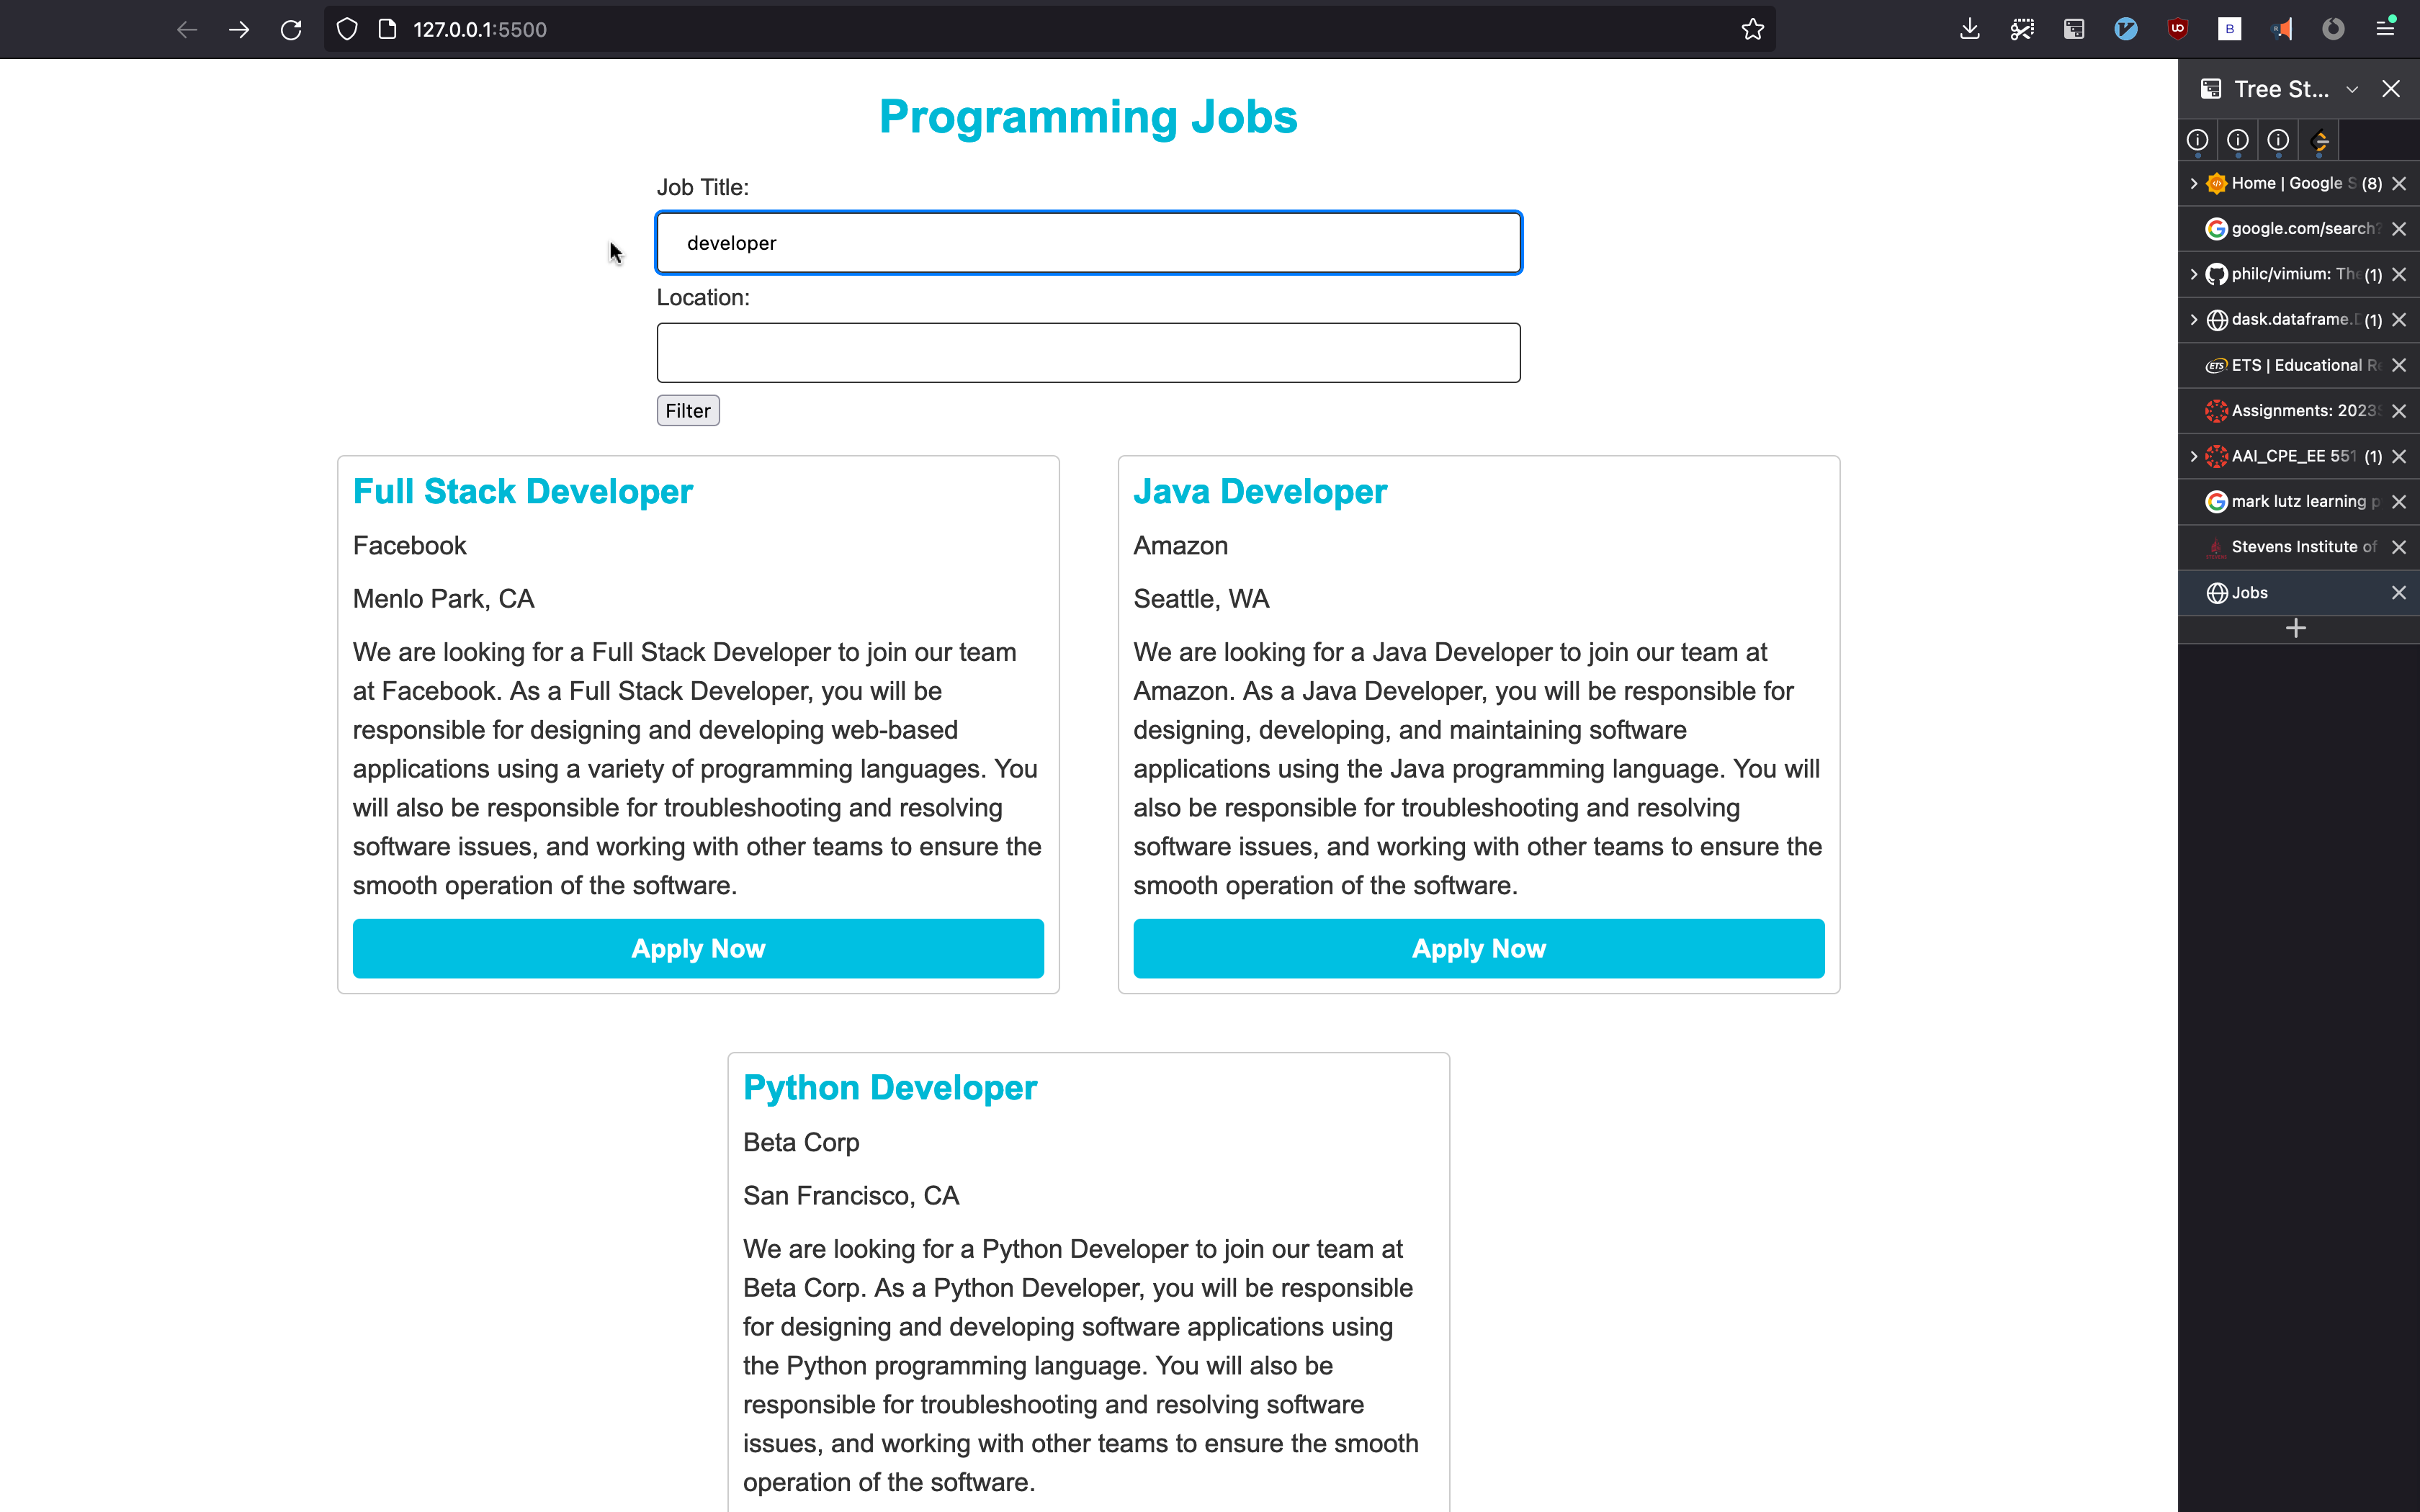 127.0.0.1:5500
Programming Jobs
Job Title:
developer
Location:
Filter
Full Stack Developer
Facebook
Menlo Park, CA
We are looking for a Full Stack Developer to join our team
at Facebook. As a Full Stack Developer, you will be
responsible for designing and developing web-based
applications using a variety of programming languages. You
will also be responsible for troubleshooting and resolving
software issues, and working with other teams to ensure the
smooth operation of the software.
Apply Now
Java Developer
Amazon
Seattle, WA
We are looking for a Java Developer to join our team at
Amazon. As a Java Developer, you will be responsible for
designing, developing, and maintaining software
applications using the Java programming language. You will
also be responsible for troubleshooting and resolving
software issues, and working with other teams to ensure the
smooth operation of the software.
Apply Now
Python Developer
Beta Corp
San Francisco, CA
We are looking for a Python Developer to join our team at
Beta Corp. As a Python Developer, you will be responsible
for designing and developing software applications using
the Python programming language. You will also be
responsible for troubleshooting and resolving software
issues, and working with other teams to ensure the smooth
operation of the software.
Tree St...
Home | Google S (8)
google.com/search?
philc/vimium: The (1)
dask.dataframe. (1)
ETS | Educational Re
Assignments: 2023
AAI_CPE_EE 551 (1)
mark lutz learning p
Stevens Institute of
Jobs